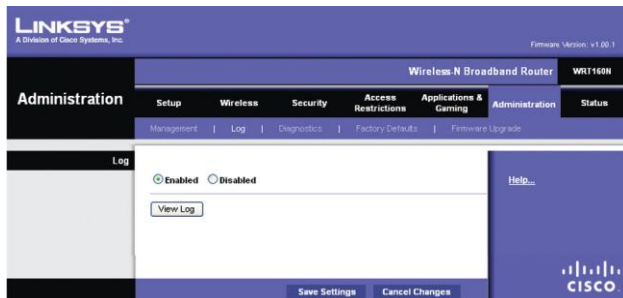 LINKSYS®
A Division of Cisco Systems, Inc.
Firmware Version: v1.00.1
Wireless-N Broadband Router WRT160N
Administration
Setup Wireless Security Access Restrictions Applications & Gaming Administration Status
Management | Log | Diagnostics | Factory Defaults | Firmware Upgrade
Log
Enabled Disabled
Help...
View Log
Save Settings Cancel Changes
CISCO